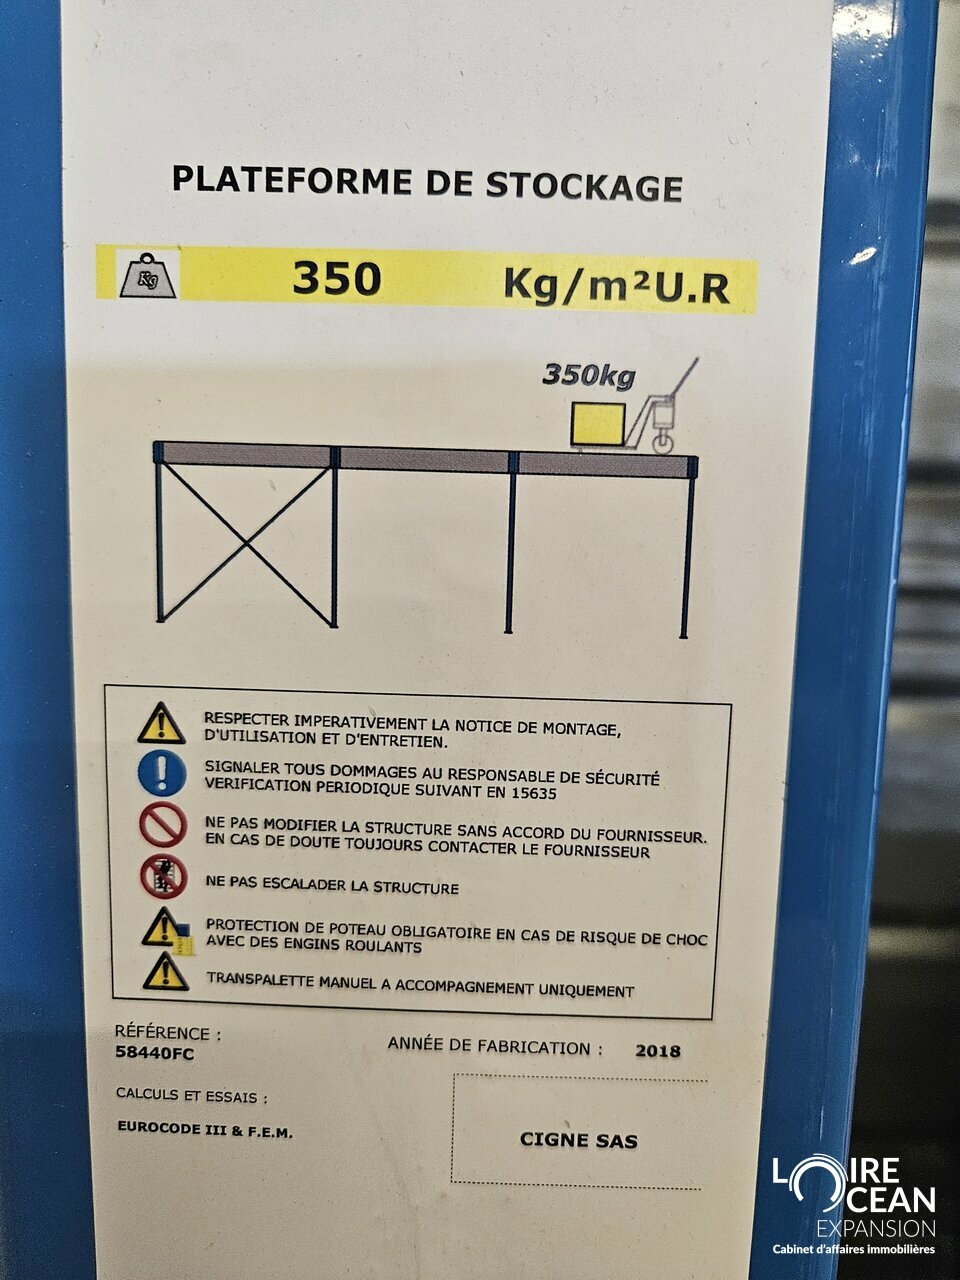 PLATEFORME DE STOCKAGE
Kg 350 Kg/m²U.R
350kg
RESPECTER IMPERATIVEMENT LA NOTICE DE MONTAGE,
D'UTILISATION ET D'ENTRETIEN.
SIGNALER TOUS DOMMAGES AU RESPONSABLE DE SÉCURITÉ
VERIFICATION PERIODIQUE SUIVANT EN 15635
NE PAS MODIFIER LA STRUCTURE SANS ACCORD DU FOURNISSEUR.
EN CAS DE DOUTE TOUJOURS CONTACTER LE FOURNISSEUR
NE PAS ESCALADER LA STRUCTURE
PROTECTION DE POTEAU OBLIGATOIRE EN CAS DE RISQUE DE CHOC
AVEC DES ENGINS ROULANTS
TRANSPALETTE MANUEL A ACCOMPAGNEMENT UNIQUEMENT
RÉFÉRENCE :
58440FC
ANNÉE DE FABRICATION : 2018
CALCULS ET ESSAIS :
EUROCODE III & F.E.M.
CIGNE SAS
LOIRE
OCEAN
EXPANSION
Cabinet d'affaires immobilières